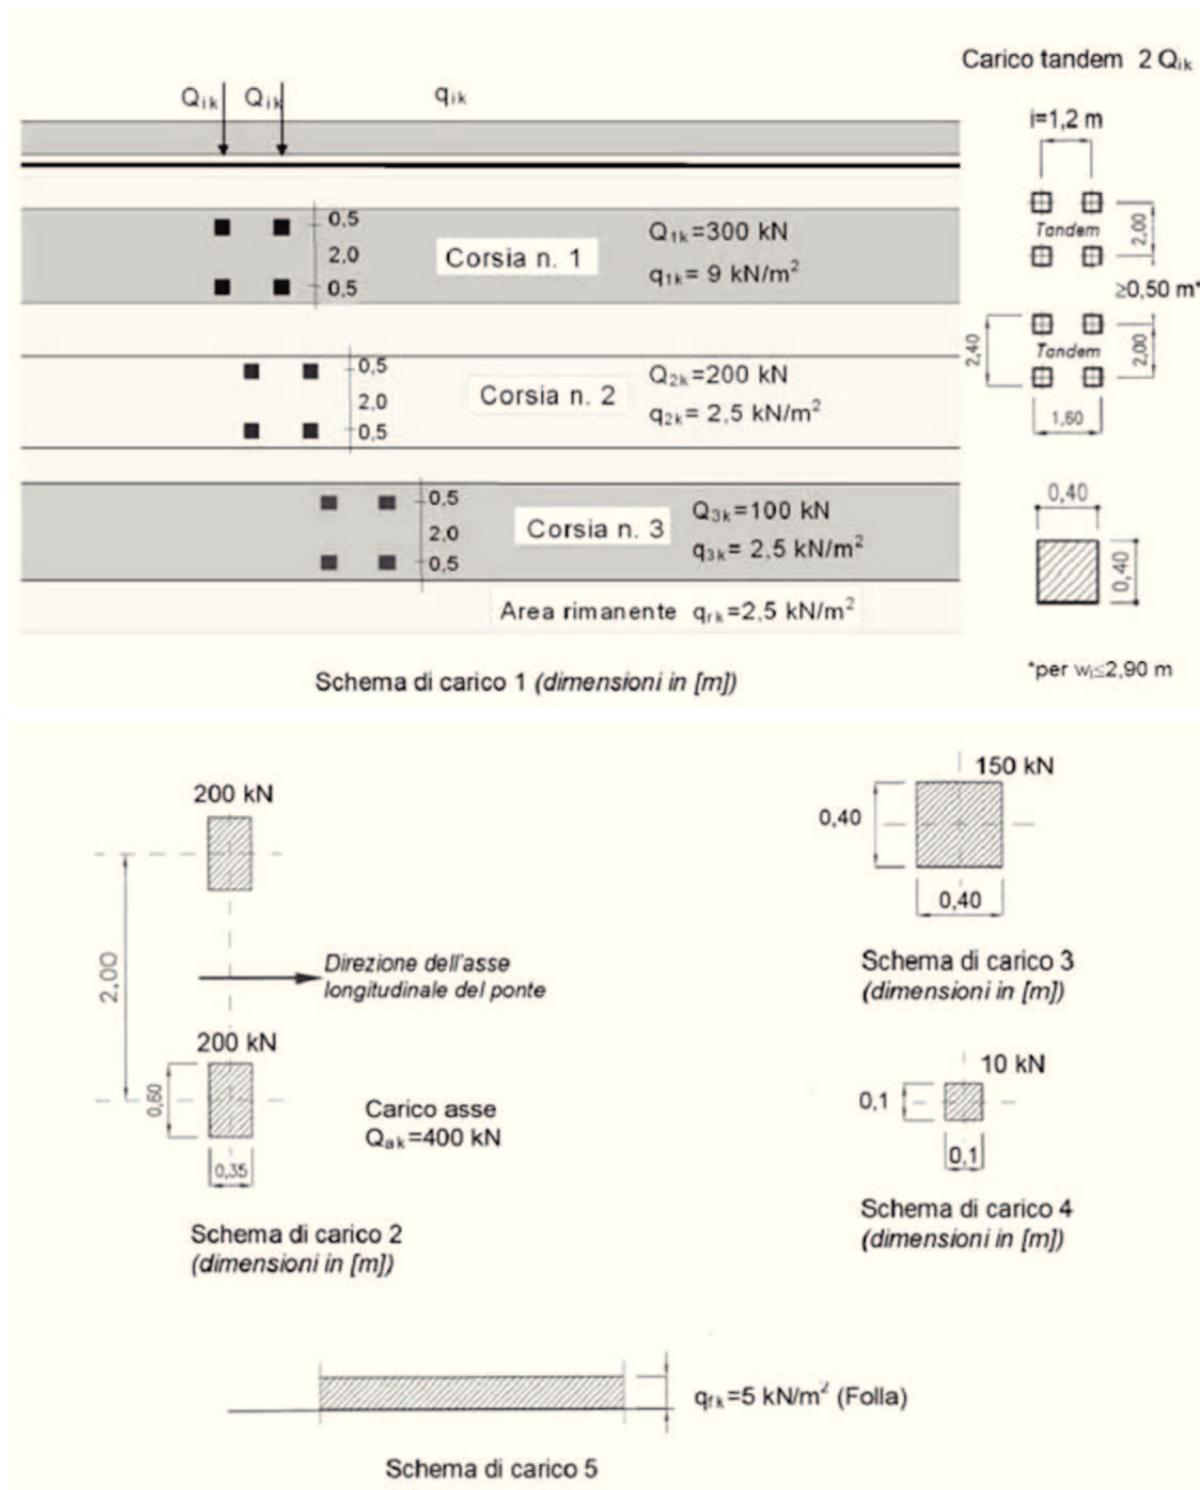 Carico tandem 2 Qik
Qik Qik qik
i=1,2 m
0,5
2,0
0,5
Corsia n. 1
Q1k=300 kN
q1k= 9 kN/m²
Tandem
2,00
≥0,50 m*
0,5
2,0
0,5
Corsia n. 2
Q2k=200 kN
q2k= 2,5 kN/m²
2,40
Tandem
2,00
1,60
0,5
2,0
0,5
Corsia n. 3
Q3k=100 kN
q3k= 2,5 kN/m²
0,40
0,40
Area rimanente qrk=2,5 kN/m²
*per wl≤2,90 m
Schema di carico 1 (dimensioni in [m])
200 kN
2,00
Direzione dell'asse
longitudinale del ponte
200 kN
0,60
0,35
Carico asse
Qak=400 kN
Schema di carico 2
(dimensioni in [m])
150 kN
0,40
0,40
Schema di carico 3
(dimensioni in [m])
10 kN
0,1
0,1
Schema di carico 4
(dimensioni in [m])
qfk=5 kN/m² (Folla)
Schema di carico 5